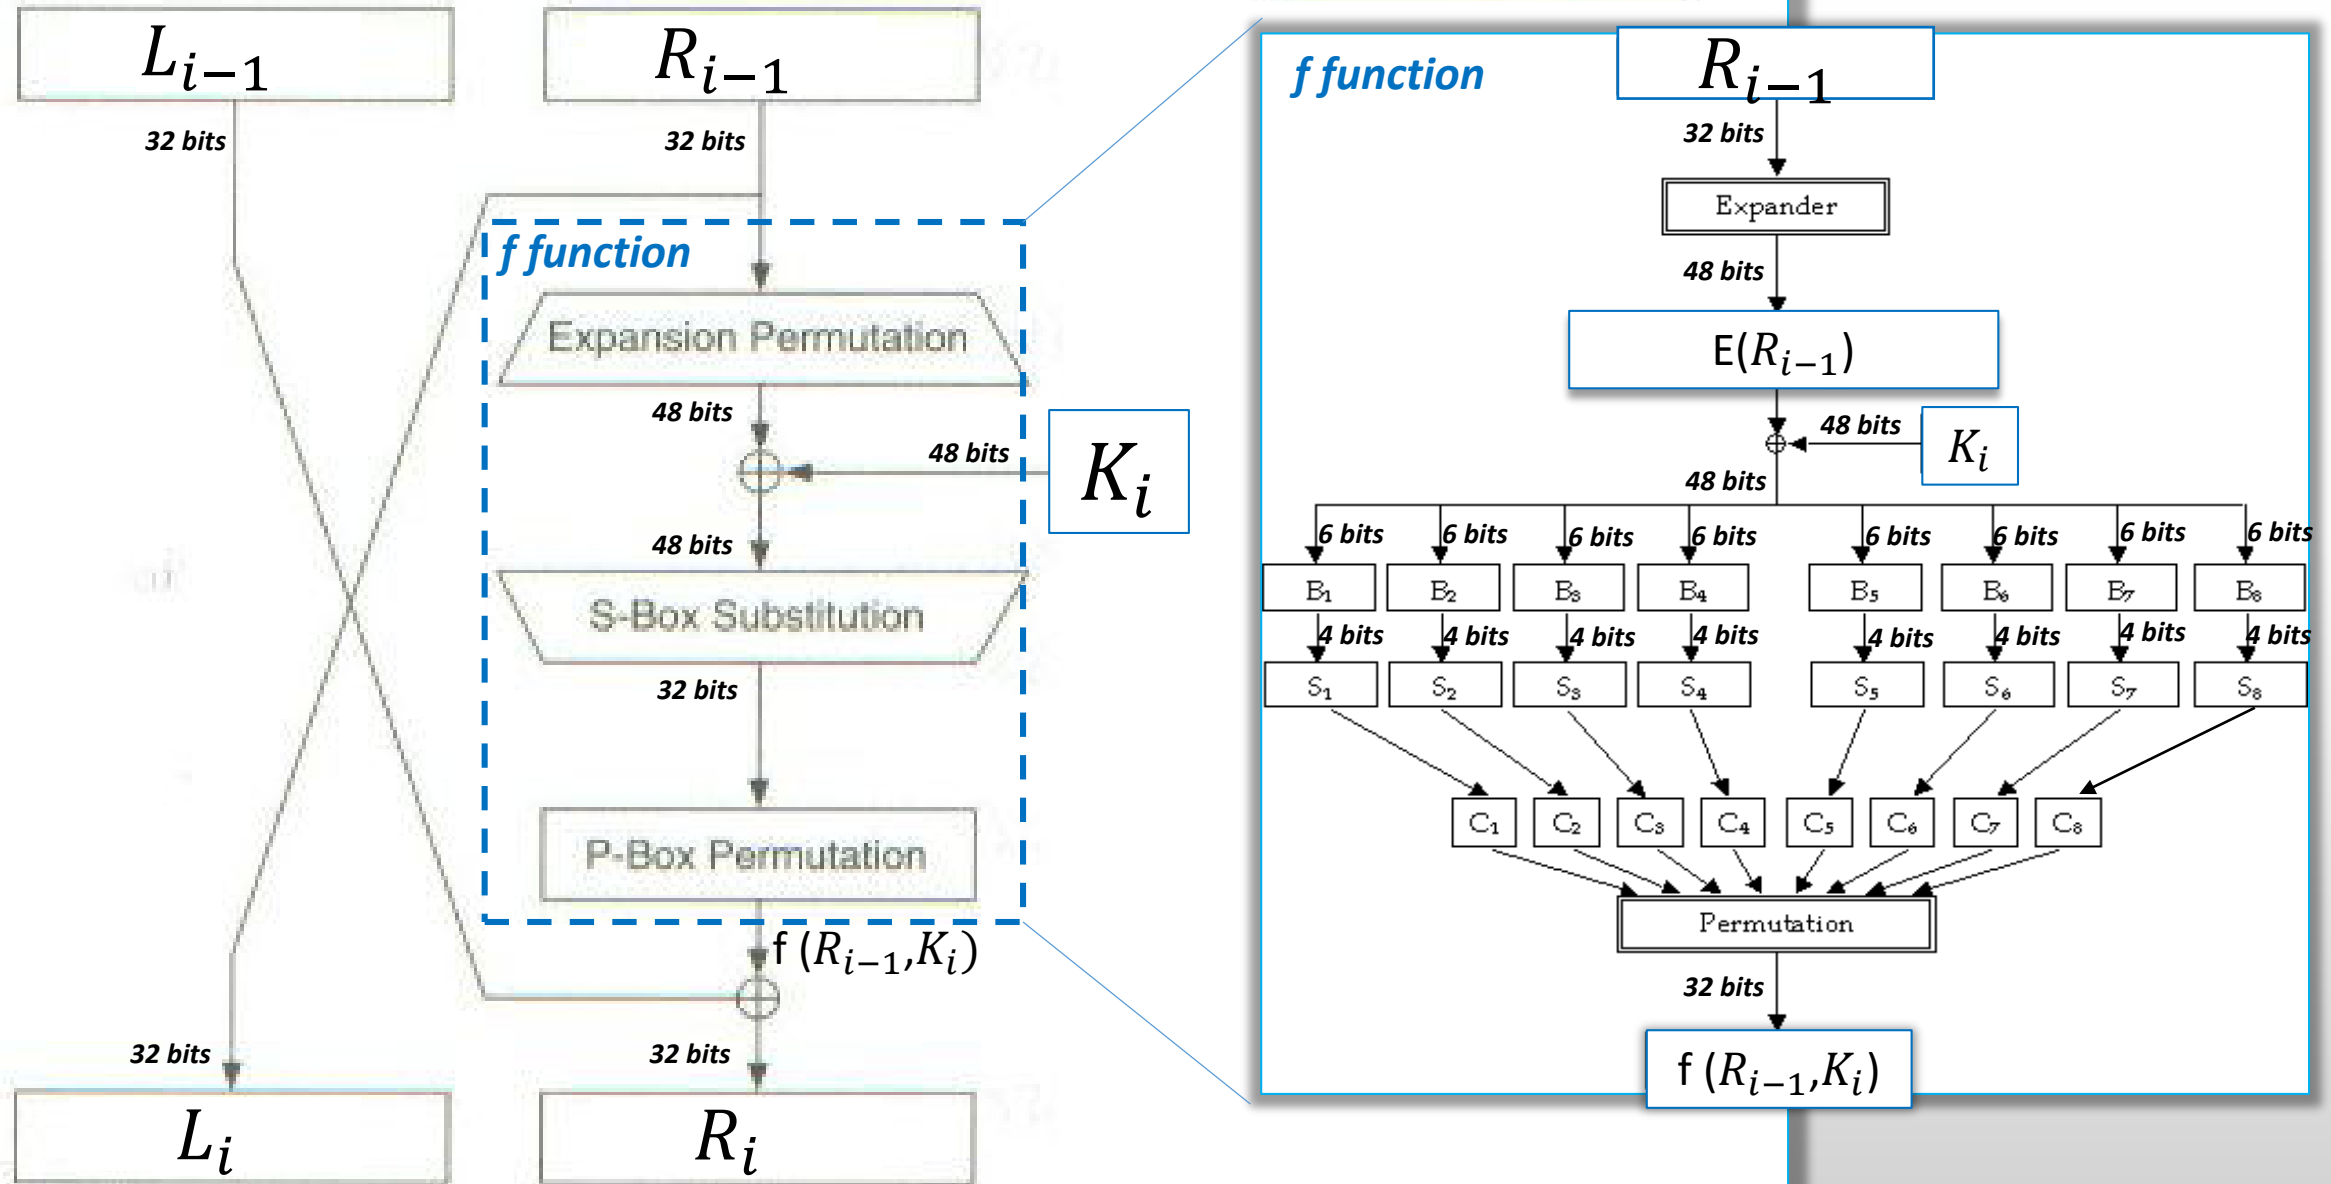 L_{i−1}
R_{i−1}
32 bits
32 bits
f function
Expansion Permutation
48 bits
48 bits
K_i
48 bits
S-Box Substitution
32 bits
P-Box Permutation
f (R_{i−1},K_i)
32 bits
32 bits
L_i
R_i
f function
R_{i−1}
32 bits
Expander
48 bits
E(R_{i−1})
48 bits
K_i
48 bits
6 bits 6 bits 6 bits 6 bits 6 bits 6 bits 6 bits 6 bits
B₁ B₂ B₃ B₄ B₅ B₆ B₇ B₈
4 bits 4 bits 4 bits 4 bits 4 bits 4 bits 4 bits 4 bits
S₁ S₂ S₃ S₄ S₅ S₆ S₇ S₈
C₁ C₂ C₃ C₄ C₅ C₆ C₇ C₈
Permutation
32 bits
f (R_{i−1},K_i)